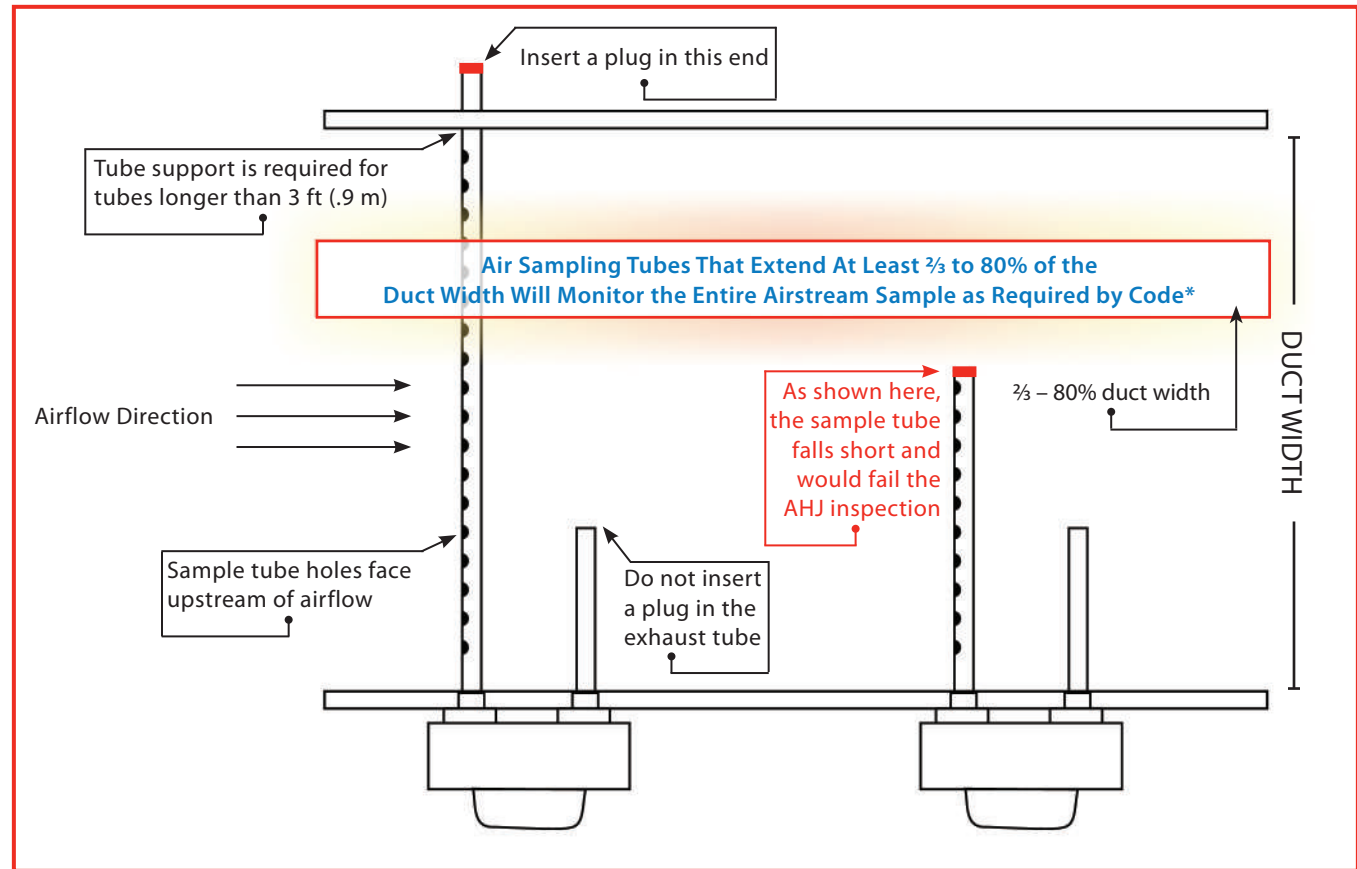 Insert a plug in this end
Tube support is required for
tubes longer than 3 ft (.9 m)
Air Sampling Tubes That Extend At Least ⅔ to 80% of the
Duct Width Will Monitor the Entire Airstream Sample as Required by Code*
Airflow Direction
As shown here,
the sample tube
falls short and
would fail the
AHJ inspection
⅔ – 80% duct width
DUCT WIDTH
Sample tube holes face
upstream of airflow
Do not insert
a plug in the
exhaust tube